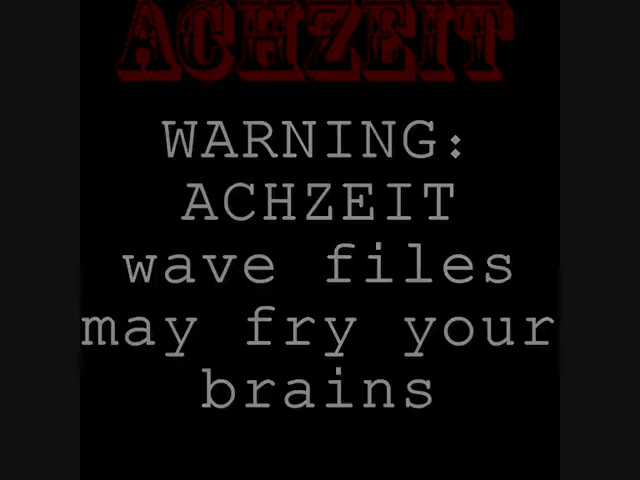 ACHZEIT
WARNING:
ACHZEIT
wave files
may fry your
brains